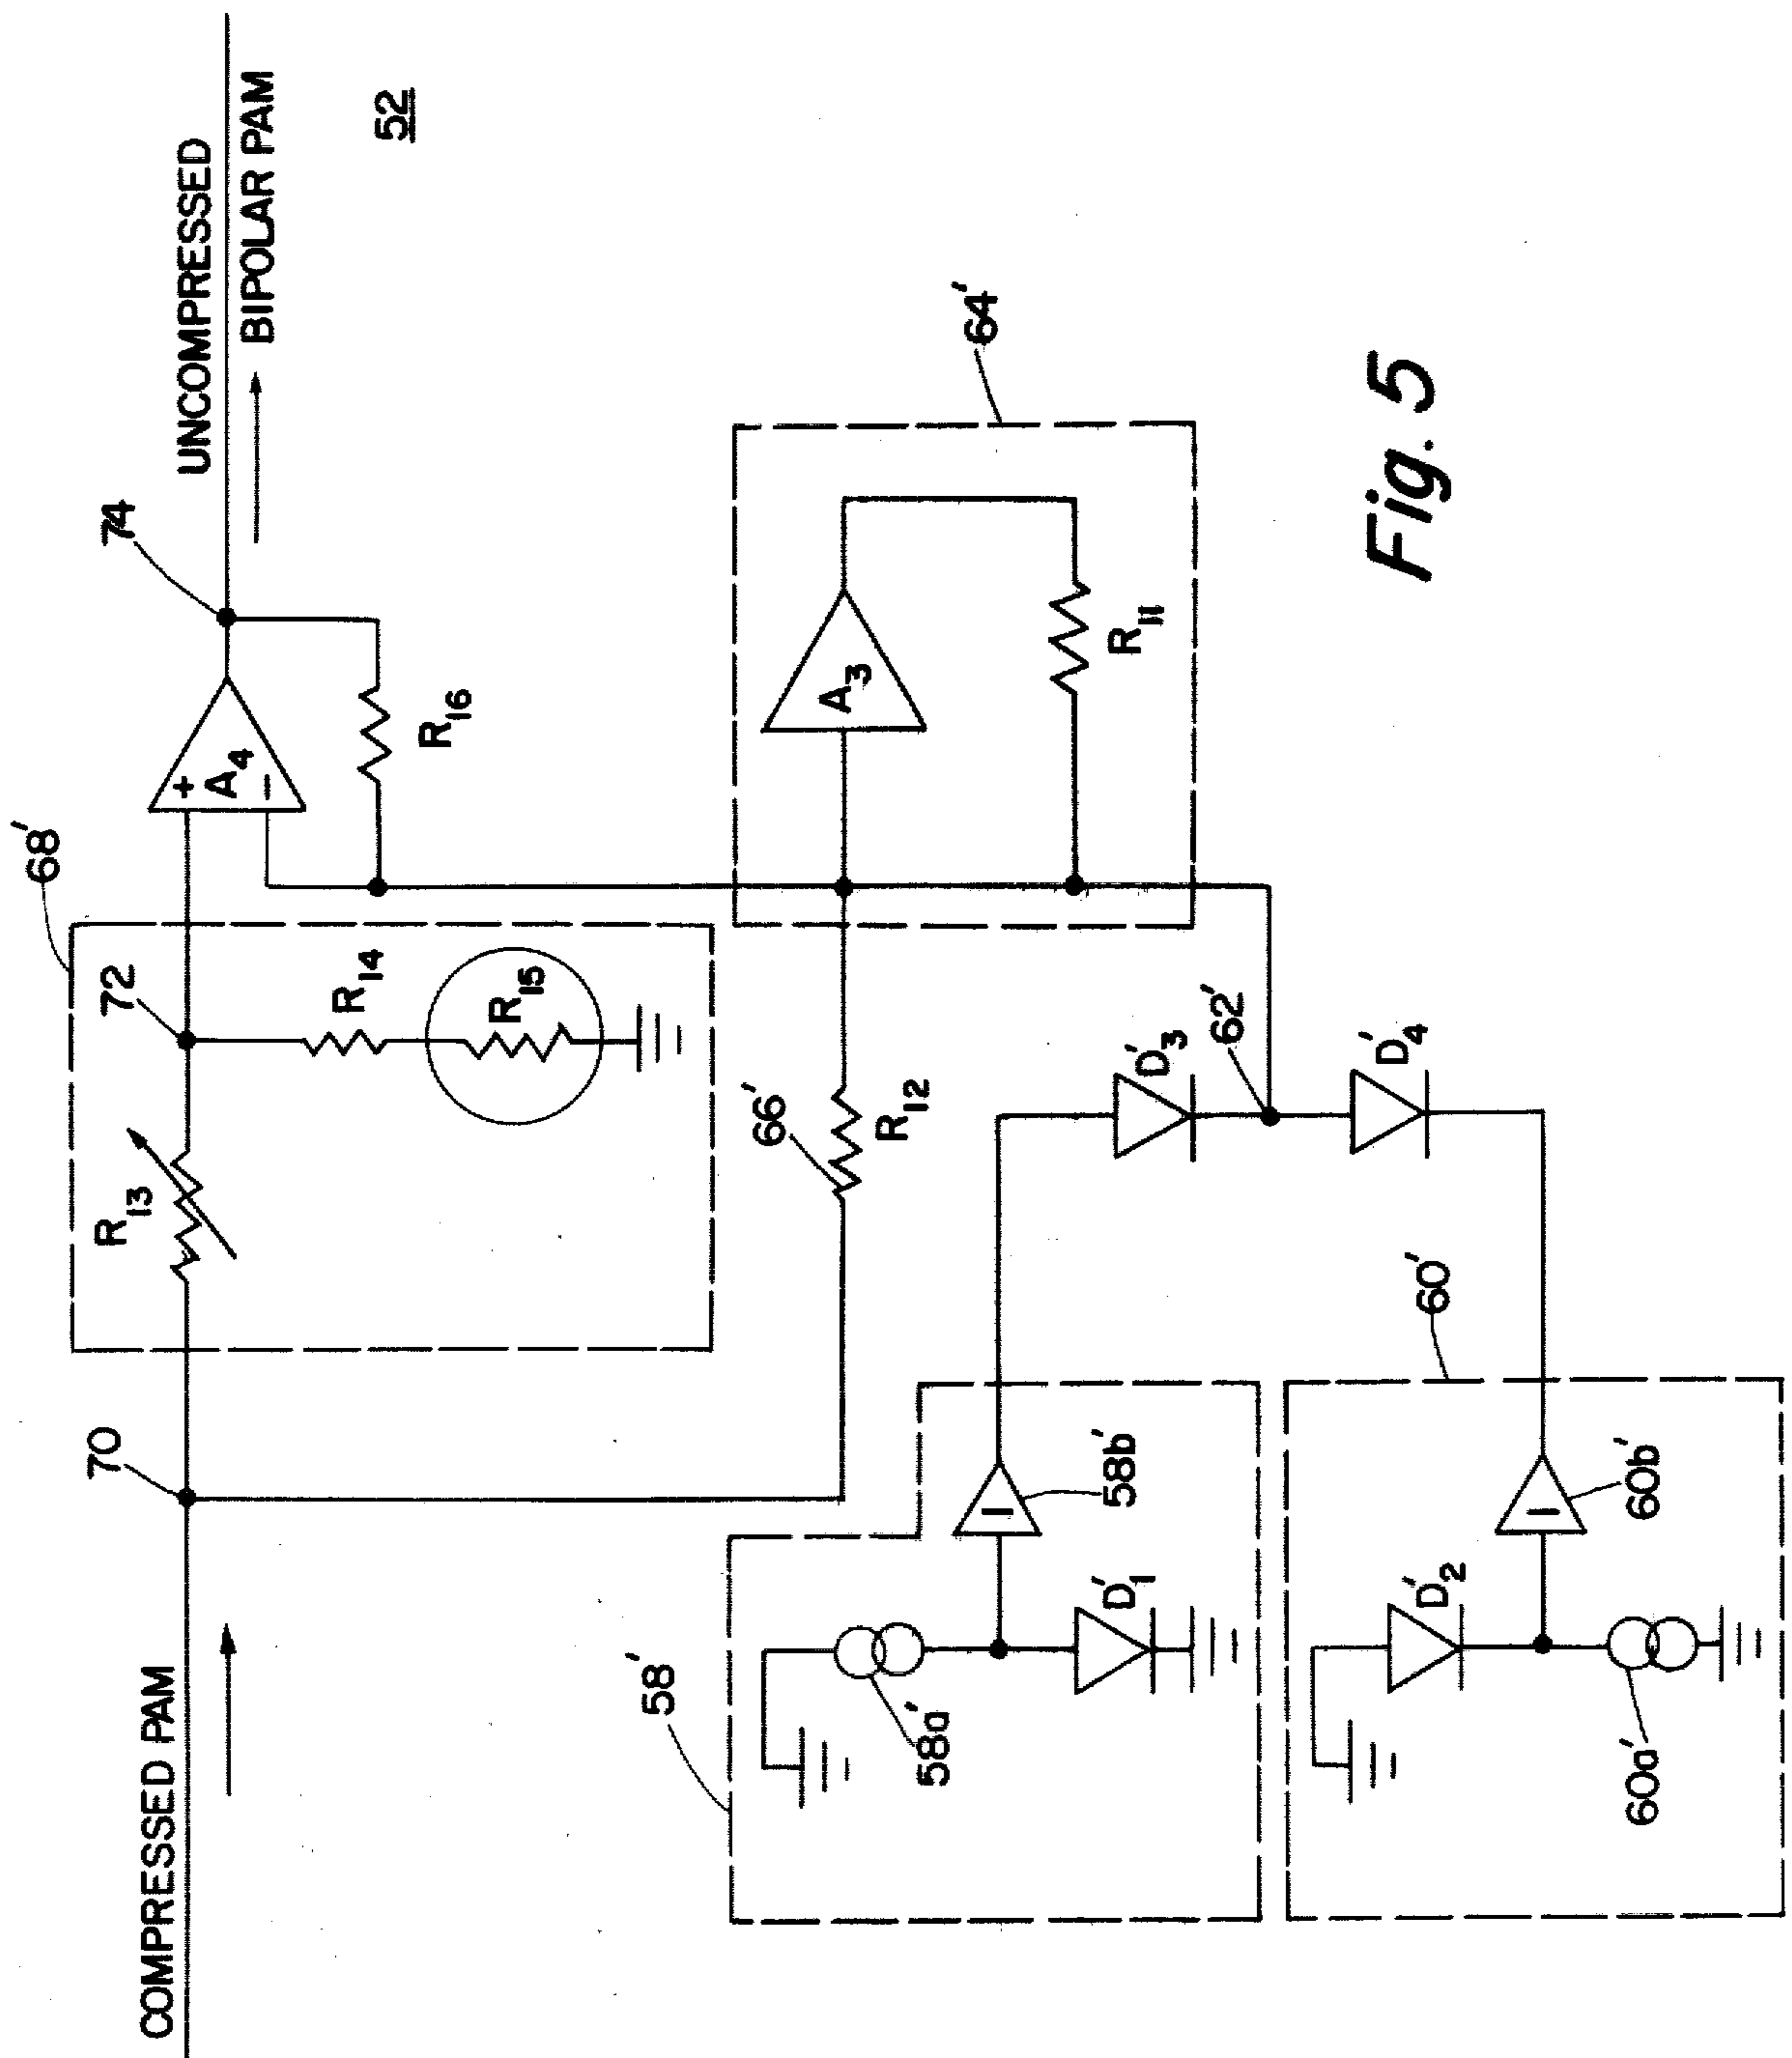 COMPRESSED PAM
UNCOMPRESSED
BIPOLAR PAM
52
70
72
74
68'
R13
R14
R15
+
A4
−
R16
66'
R12
64'
A3
R11
58'
58a'
58b'
D'1
D'3
62'
D'4
60'
D'2
60a'
60b'
Fig. 5